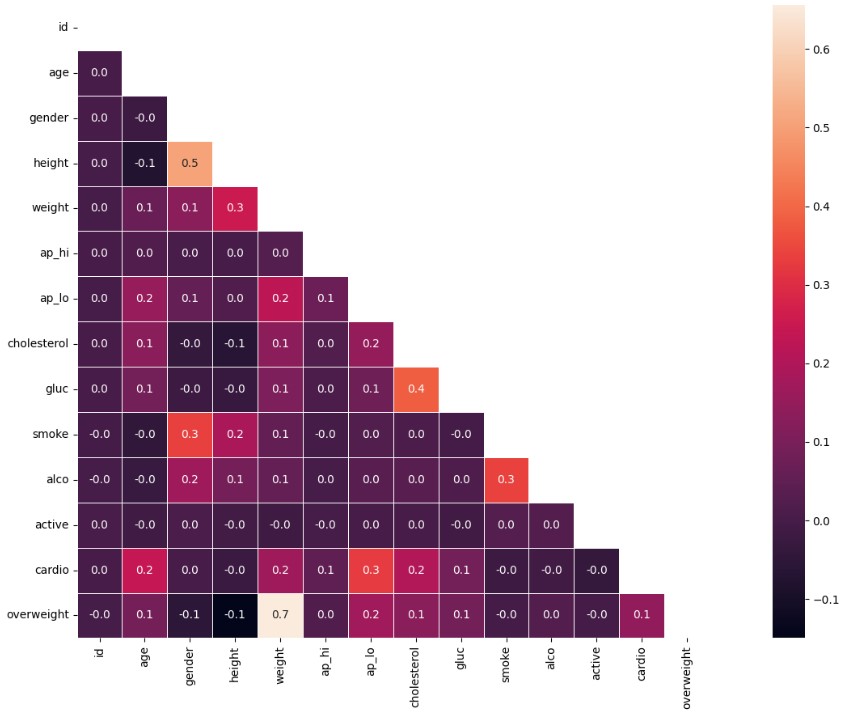 id
age 0.0
gender 0.0 -0.0
height 0.0 -0.1 0.5
weight 0.0 0.1 0.1 0.3
ap_hi 0.0 0.0 0.0 0.0 0.0
ap_lo 0.0 0.2 0.1 0.0 0.2 0.1
cholesterol 0.0 0.1 -0.0 -0.1 0.1 0.0 0.2
gluc 0.0 0.1 -0.0 -0.0 0.1 0.0 0.1 0.4
smoke -0.0 -0.0 0.3 0.2 0.1 -0.0 0.0 0.0 -0.0
alco -0.0 -0.0 0.2 0.1 0.1 0.0 0.0 0.0 0.0 0.3
active 0.0 -0.0 0.0 -0.0 -0.0 -0.0 0.0 0.0 -0.0 0.0 0.0
cardio 0.0 0.2 0.0 -0.0 0.2 0.1 0.3 0.2 0.1 -0.0 -0.0 -0.0
overweight -0.0 0.1 -0.1 -0.1 0.7 0.0 0.2 0.1 0.1 -0.0 0.0 -0.0 0.1
id age gender height weight ap_hi ap_lo cholesterol gluc smoke alco active cardio overweight
0.6
0.5
0.4
0.3
0.2
0.1
0.0
−0.1